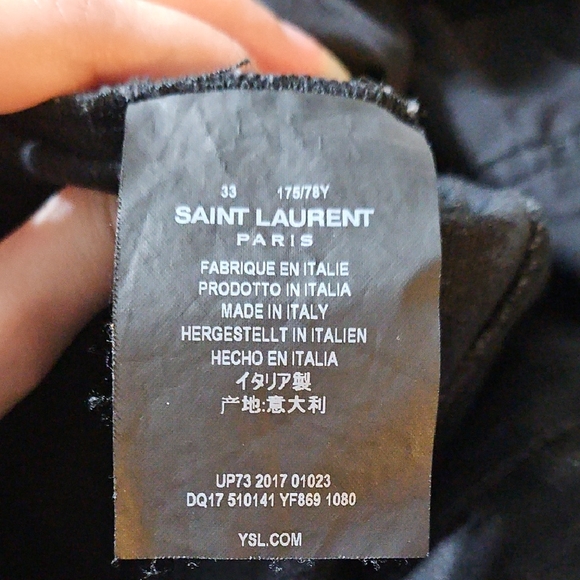 33 175/78Y
SAINT LAURENT
PARIS
FABRIQUE EN ITALIE
PRODOTTO IN ITALIA
MADE IN ITALY
HERGESTELLT IN ITALIEN
HECHO EN ITALIA
イタリア製
产地:意大利
UP73 2017 01023
DQ17 510141 YF869 1080
YSL.COM